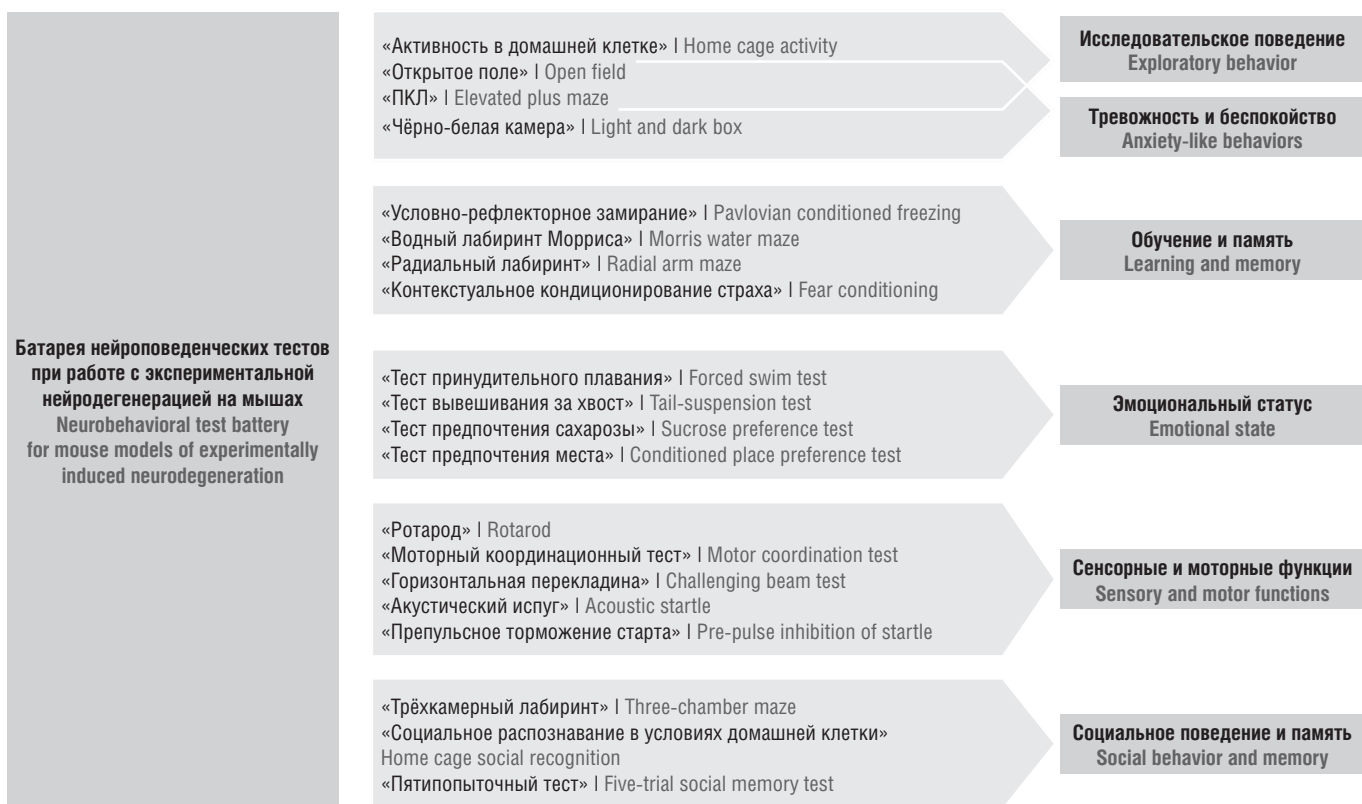 Батарея нейроповеденческих тестов
при работе с экспериментальной
нейродегенерацией на мышах
Neurobehavioral test battery
for mouse models of experimentally
induced neurodegeneration
«Активность в домашней клетке» | Home cage activity
«Открытое поле» | Open field
«ПКЛ» | Elevated plus maze
«Чёрно-белая камера» | Light and dark box
Исследовательское поведение
Exploratory behavior
Тревожность и беспокойство
Anxiety-like behaviors
«Условно-рефлекторное замирание» | Pavlovian conditioned freezing
«Водный лабиринт Морриса» | Morris water maze
«Радиальный лабиринт» | Radial arm maze
«Контекстуальное кондиционирование страха» | Fear conditioning
Обучение и память
Learning and memory
«Тест принудительного плавания» | Forced swim test
«Тест вывешивания за хвост» | Tail-suspension test
«Тест предпочтения сахарозы» | Sucrose preference test
«Тест предпочтения места» | Conditioned place preference test
Эмоциональный статус
Emotional state
«Ротарод» | Rotarod
«Моторный координационный тест» | Motor coordination test
«Горизонтальная перекладина» | Challenging beam test
«Акустический испуг» | Acoustic startle
«Препульсное торможение старта» | Pre-pulse inhibition of startle
Сенсорные и моторные функции
Sensory and motor functions
«Трёхкамерный лабиринт» | Three-chamber maze
«Социальное распознавание в условиях домашней клетки»
Home cage social recognition
«Пятипопыточный тест» | Five-trial social memory test
Социальное поведение и память
Social behavior and memory